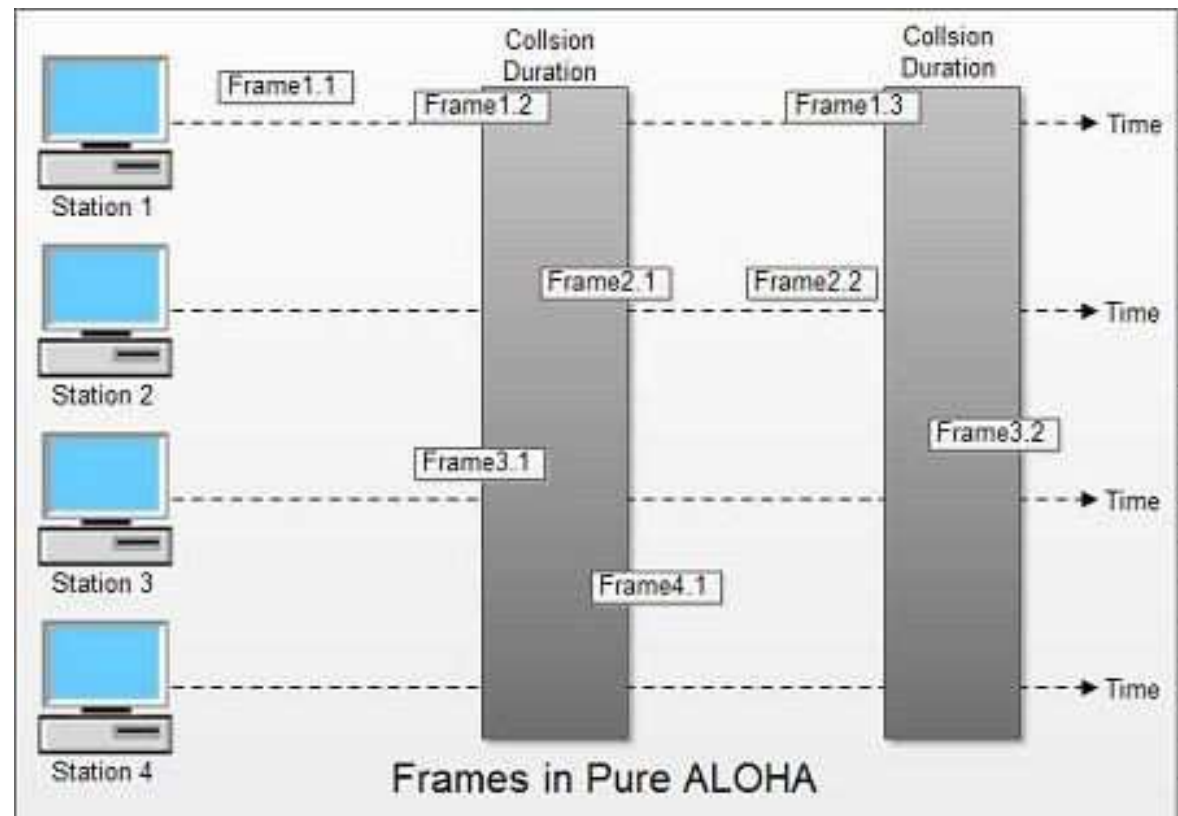 Collsion
Duration
Collsion
Duration
Frame1.1
Frame1.2
Frame1.3
Time
Station 1
Frame2.1
Frame2.2
Time
Station 2
Frame3.1
Frame3.2
Time
Station 3
Frame4.1
Time
Station 4
Frames in Pure ALOHA